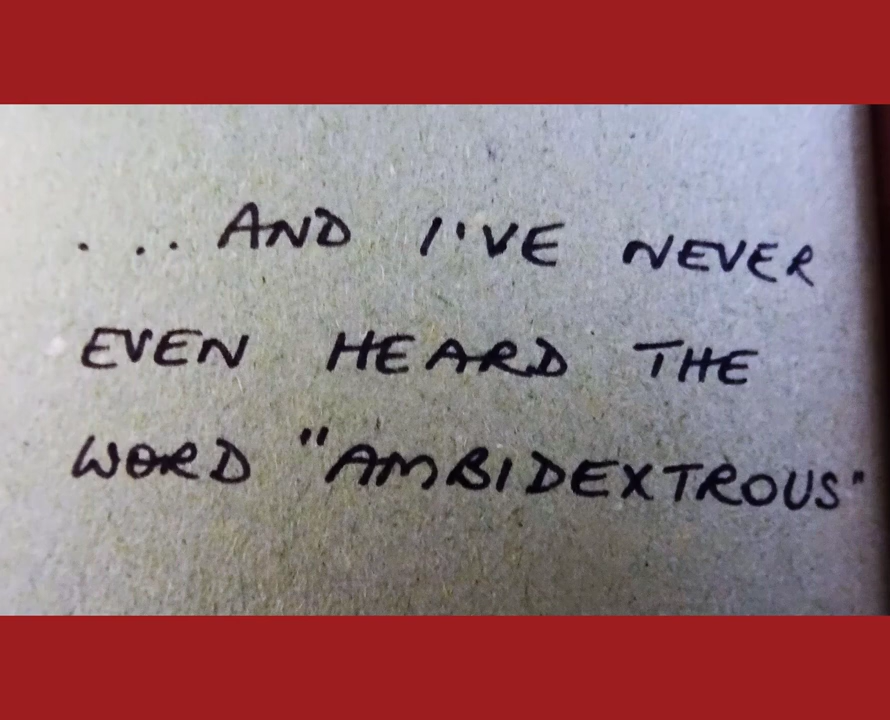 ... AND I'VE NEVER
EVEN HEARD THE
WORD "AMBIDEXTROUS"